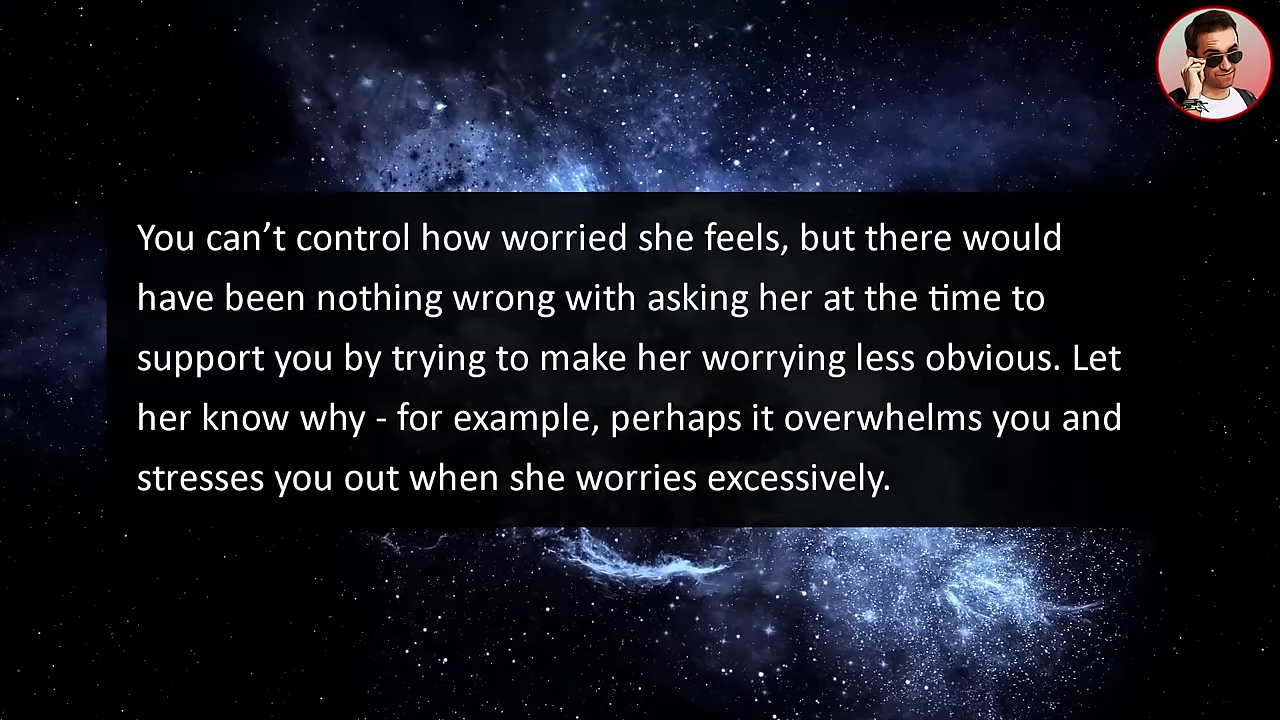 You can’t control how worried she feels, but there would
have been nothing wrong with asking her at the time to
support you by trying to make her worrying less obvious. Let
her know why - for example, perhaps it overwhelms you and
stresses you out when she worries excessively.